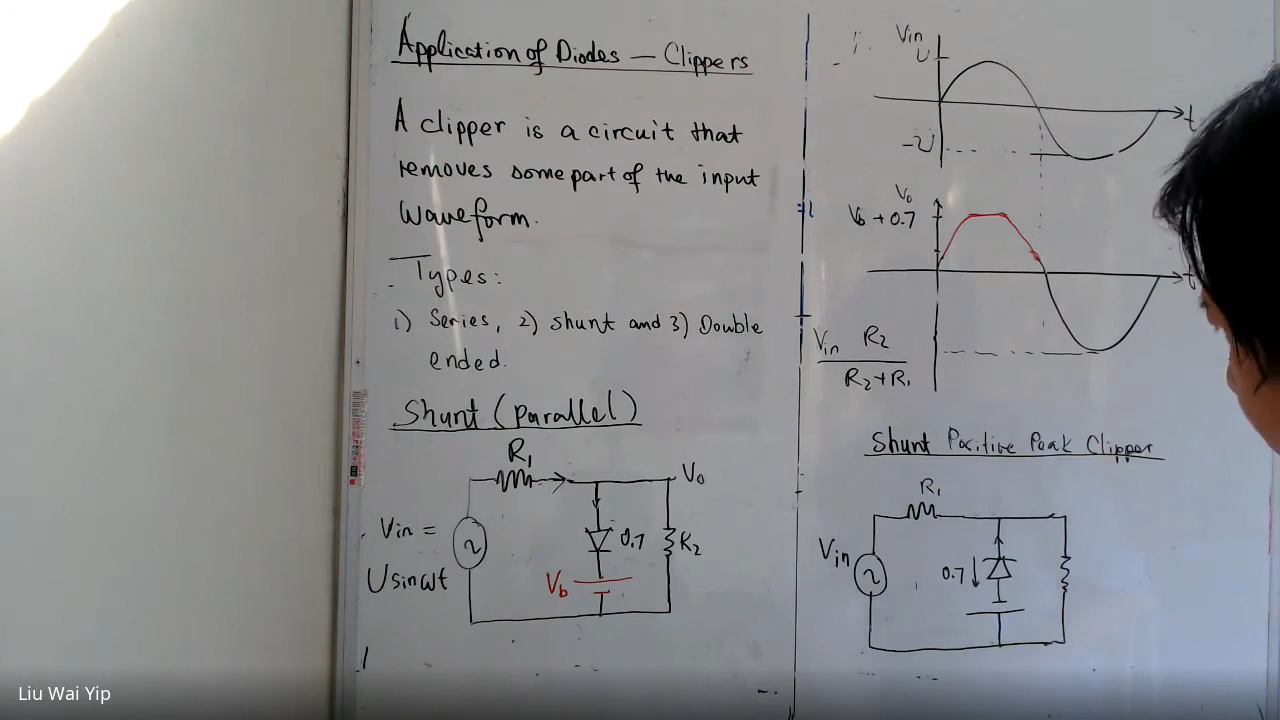 Application of Diodes — Clippers
A clipper is a circuit that
removes some part of the input
waveform.
Types:
1) Series, 2) shunt and 3) Double
ended.
Shunt (parallel)
R1
Vo
Vin =
Usinωt
0.7
R2
Vb
Vin
U
t
-U
Vo
Vb + 0.7
t
Vin R2
R2+R1
Shunt Positive Peak Clipper
R1
Vin
0.7
Liu Wai Yip